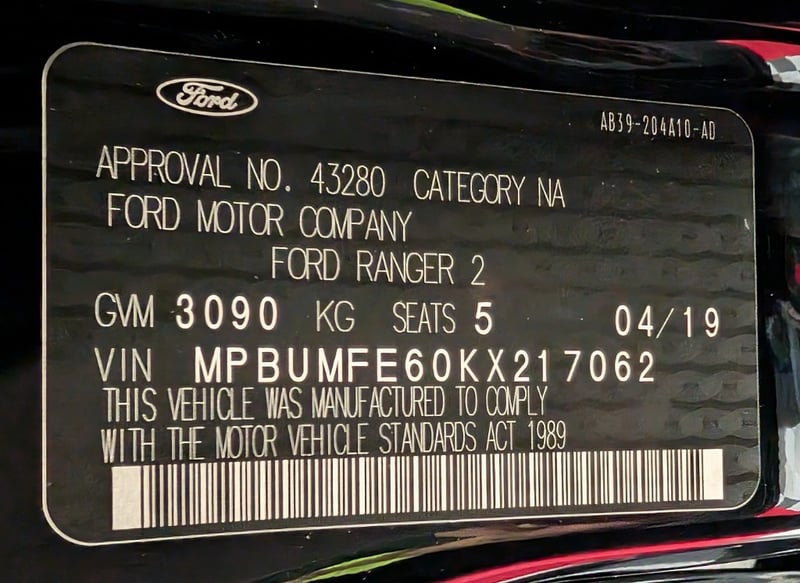 Ford
AB39-204A10-AD
APPROVAL NO. 43280 CATEGORY NA
FORD MOTOR COMPANY
FORD RANGER 2
GVM 3090 KG SEATS 5 04/19
VIN MPBUMFE60KX217062
THIS VEHICLE WAS MANUFACTURED TO COMPLY
WITH THE MOTOR VEHICLE STANDARDS ACT 1989